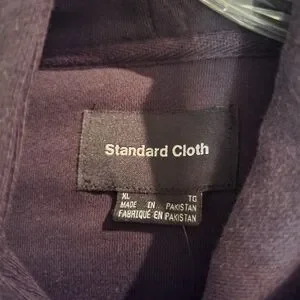 Standard Cloth
XL TG
MADE IN PAKISTAN
FABRIQUÉ EN PAKISTAN